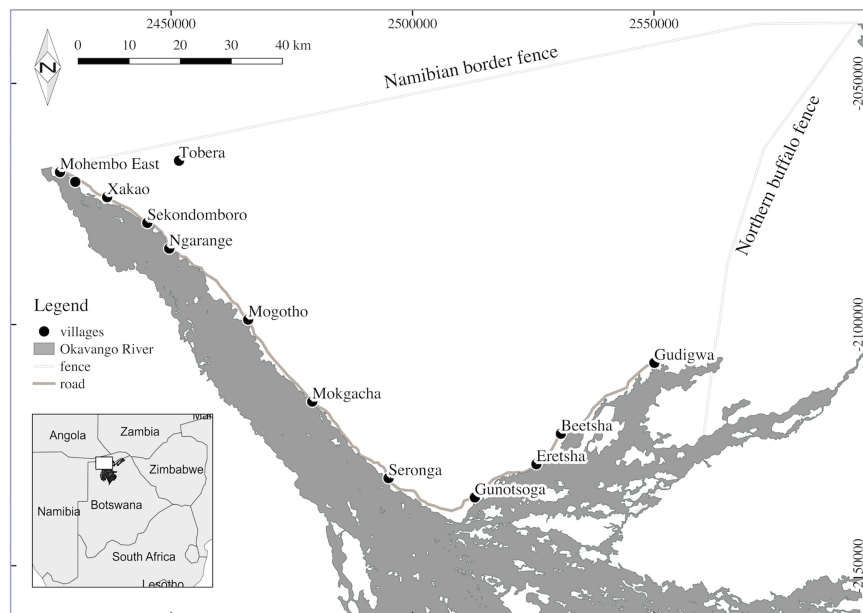 2450000
2500000
2550000
0 10 20 30 40 km
N
Namibian border fence
-2050000
Northern buffalo fence
Tobera
Mohembo East
Xakao
Sekondomboro
Ngarange
Legend
villages
Okavango River
fence
road
Mogotho
-2100000
Gudigwa
Mokgacha
Beetsha
Eretsha
Seronga
Gunotsoga
-2150000
Angola
Zambia
Zimbabwe
Namibia
Botswana
South Africa
Lesotho